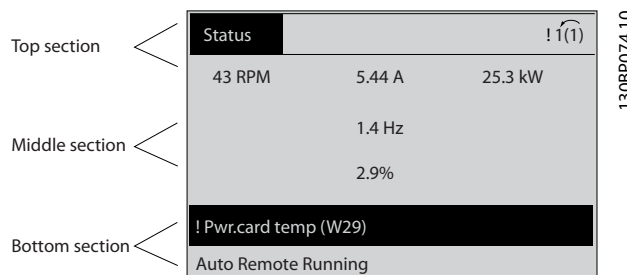 Status
! 1(1)
Top section
43 RPM 5.44 A 25.3 kW
1.4 Hz
Middle section
2.9%
! Pwr.card temp (W29)
Bottom section
Auto Remote Running
130BP074.10